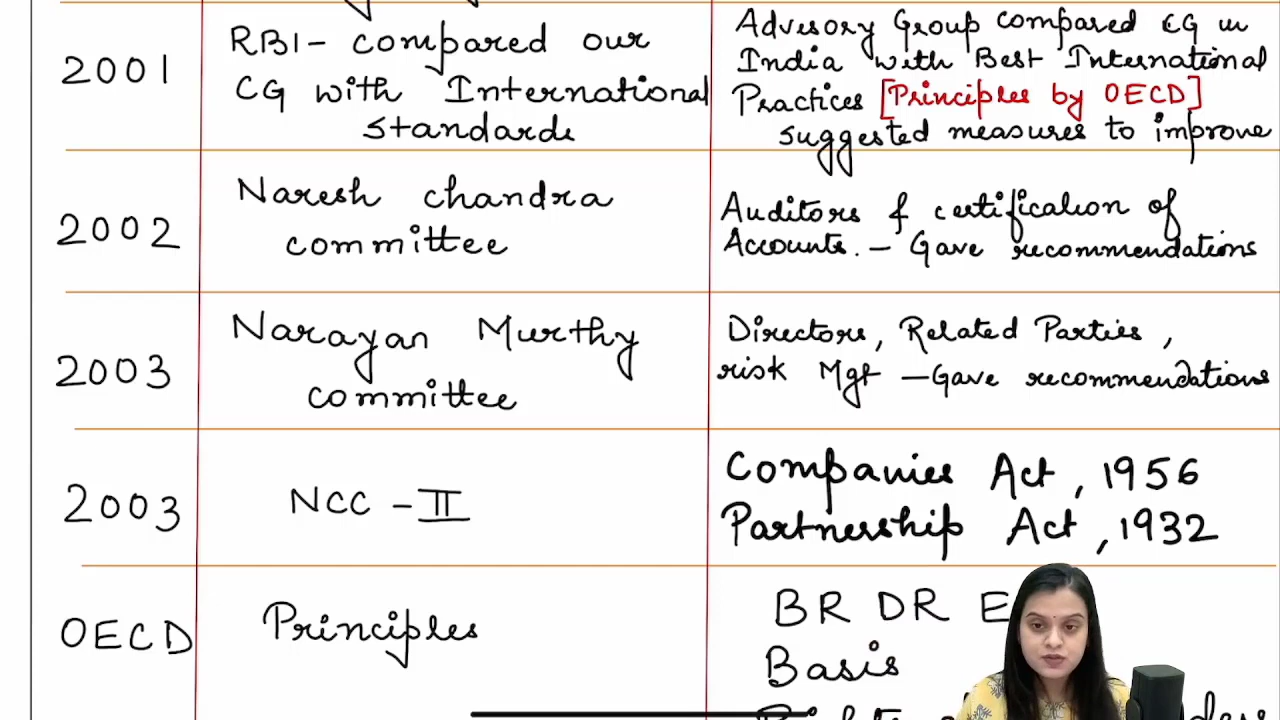 2001
RBI - compared our
CG with International
standards
Advisory Group compared CG in
India with Best International
Practices [Principles by OECD]
suggested measures to improve
2002
Naresh chandra
committee
Auditors & certification of
Accounts. - Gave recommendations
2003
Narayan Murthy
committee
Directors, Related Parties,
risk Mgt - Gave recommendations
2003
NCC - II
Companies Act, 1956
Partnership Act, 1932
OECD
Principles
BR DR E
Basis